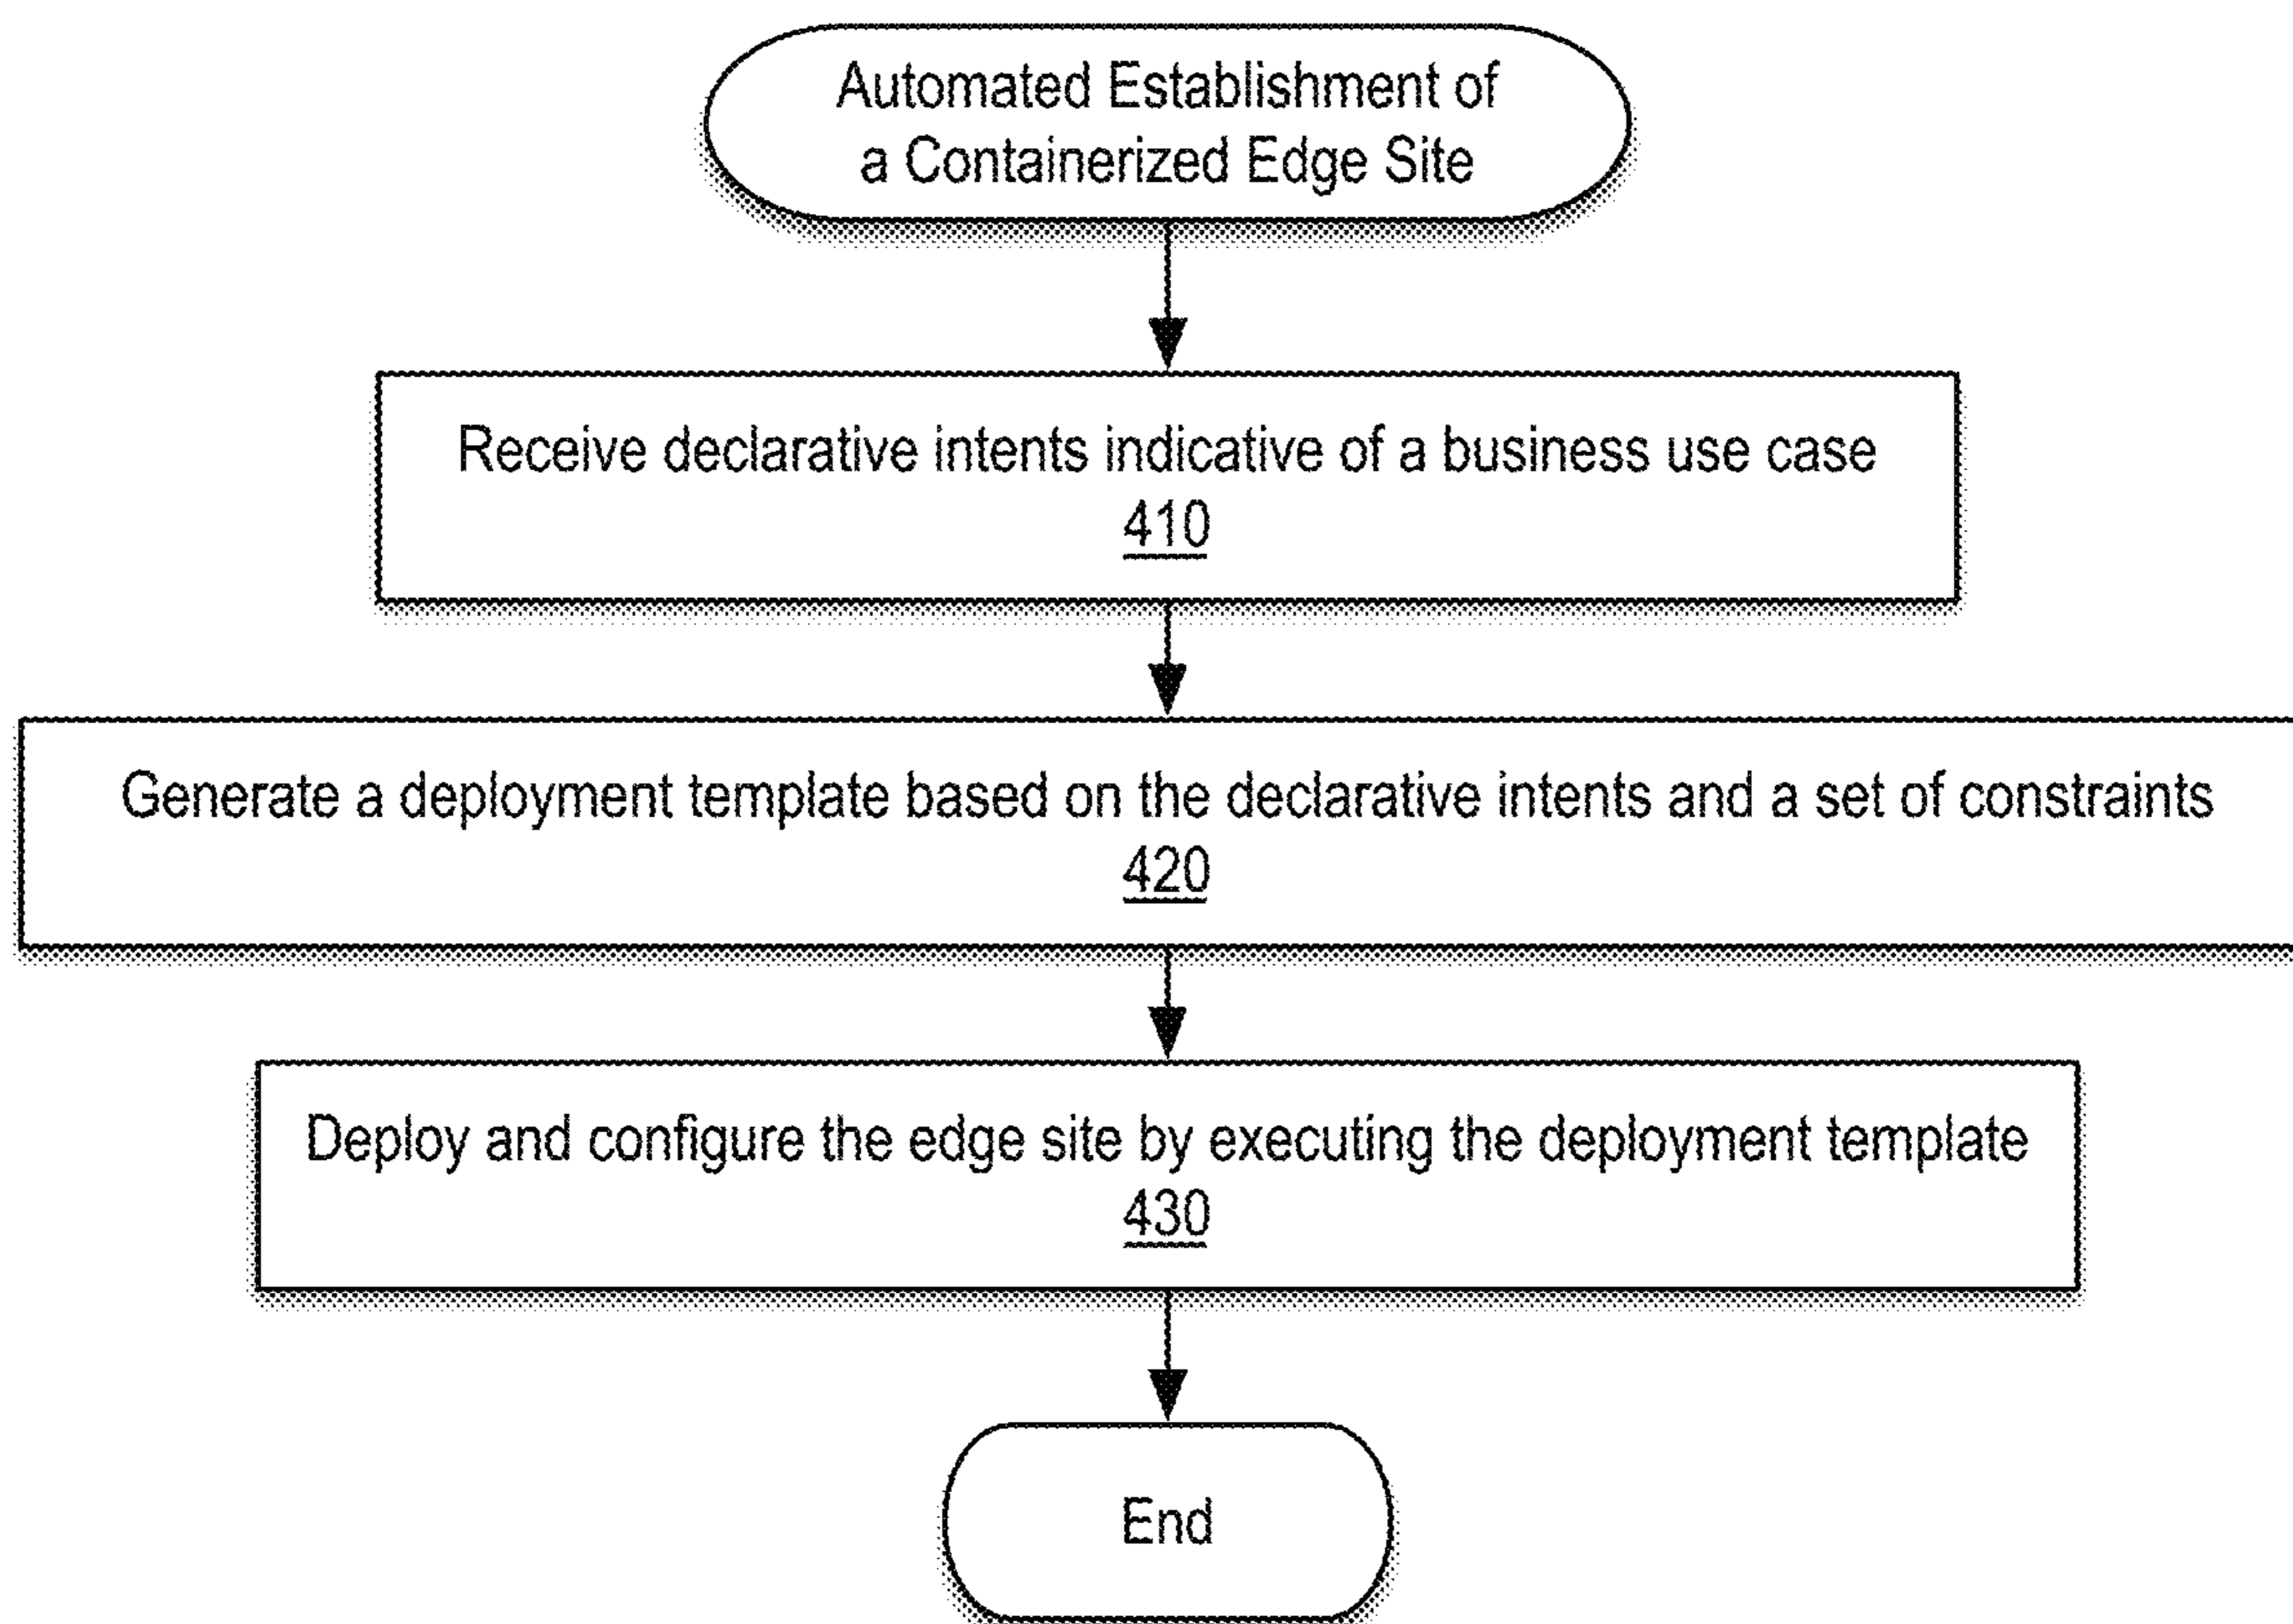 Automated Establishment of
a Containerized Edge Site
Receive declarative intents indicative of a business use case
410
Generate a deployment template based on the declarative intents and a set of constraints
420
Deploy and configure the edge site by executing the deployment template
430
End